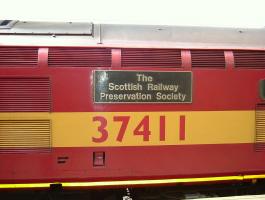 The
Scottish Railway
Preservation Society
37411